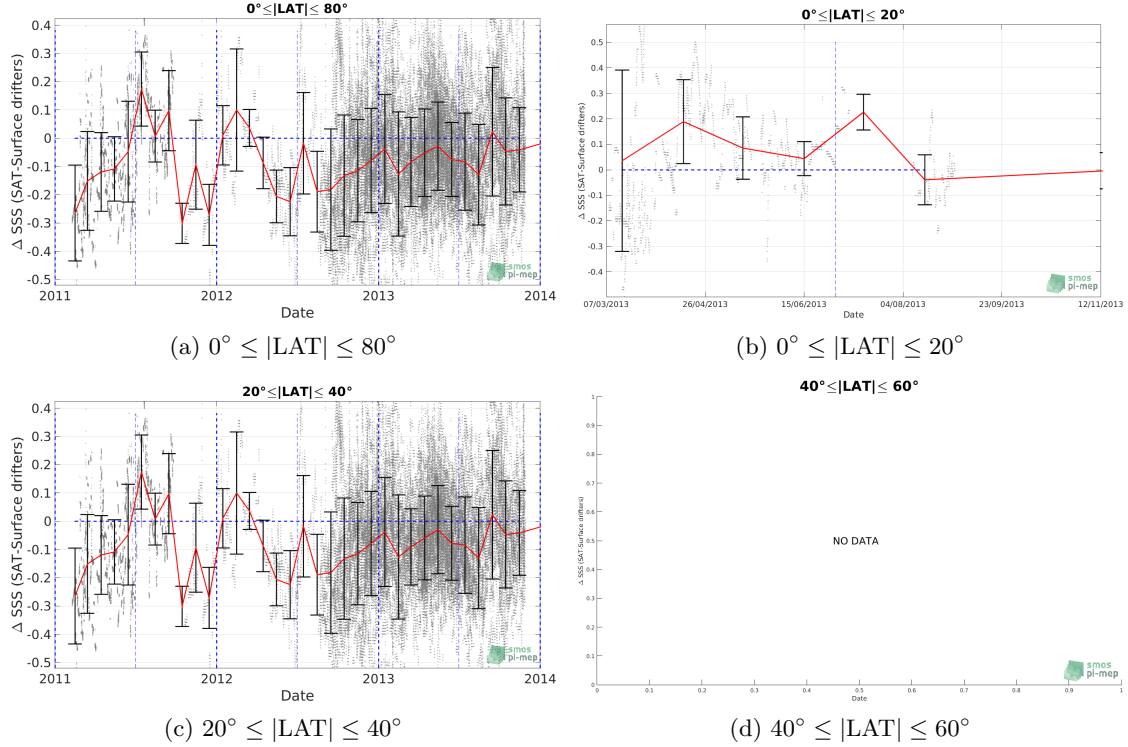 0°≤|LAT|≤ 80°
Δ SSS (SAT-Surface drifters)
0.4
0.3
0.2
0.1
0
-0.1
-0.2
-0.3
-0.4
-0.5
2011
2012
2013
2014
Date
smos
pi-mep
(a) 0° ≤ |LAT| ≤ 80°
0°≤|LAT|≤ 20°
Δ SSS (SAT-Surface drifters)
0.5
0.4
0.3
0.2
0.1
0
-0.1
-0.2
-0.3
-0.4
07/03/2013
26/04/2013
15/06/2013
04/08/2013
23/09/2013
12/11/2013
Date
smos
pi-mep
(b) 0° ≤ |LAT| ≤ 20°
20°≤|LAT|≤ 40°
Δ SSS (SAT-Surface drifters)
0.4
0.3
0.2
0.1
0
-0.1
-0.2
-0.3
-0.4
-0.5
2011
2012
2013
2014
Date
smos
pi-mep
(c) 20° ≤ |LAT| ≤ 40°
40°≤|LAT|≤ 60°
Δ SSS (SAT-Surface drifters)
1
0.9
0.8
0.7
0.6
0.5
0.4
0.3
0.2
0.1
0
NO DATA
0
0.1
0.2
0.3
0.4
0.5
0.6
0.7
0.8
0.9
1
Date
smos
pi-mep
(d) 40° ≤ |LAT| ≤ 60°